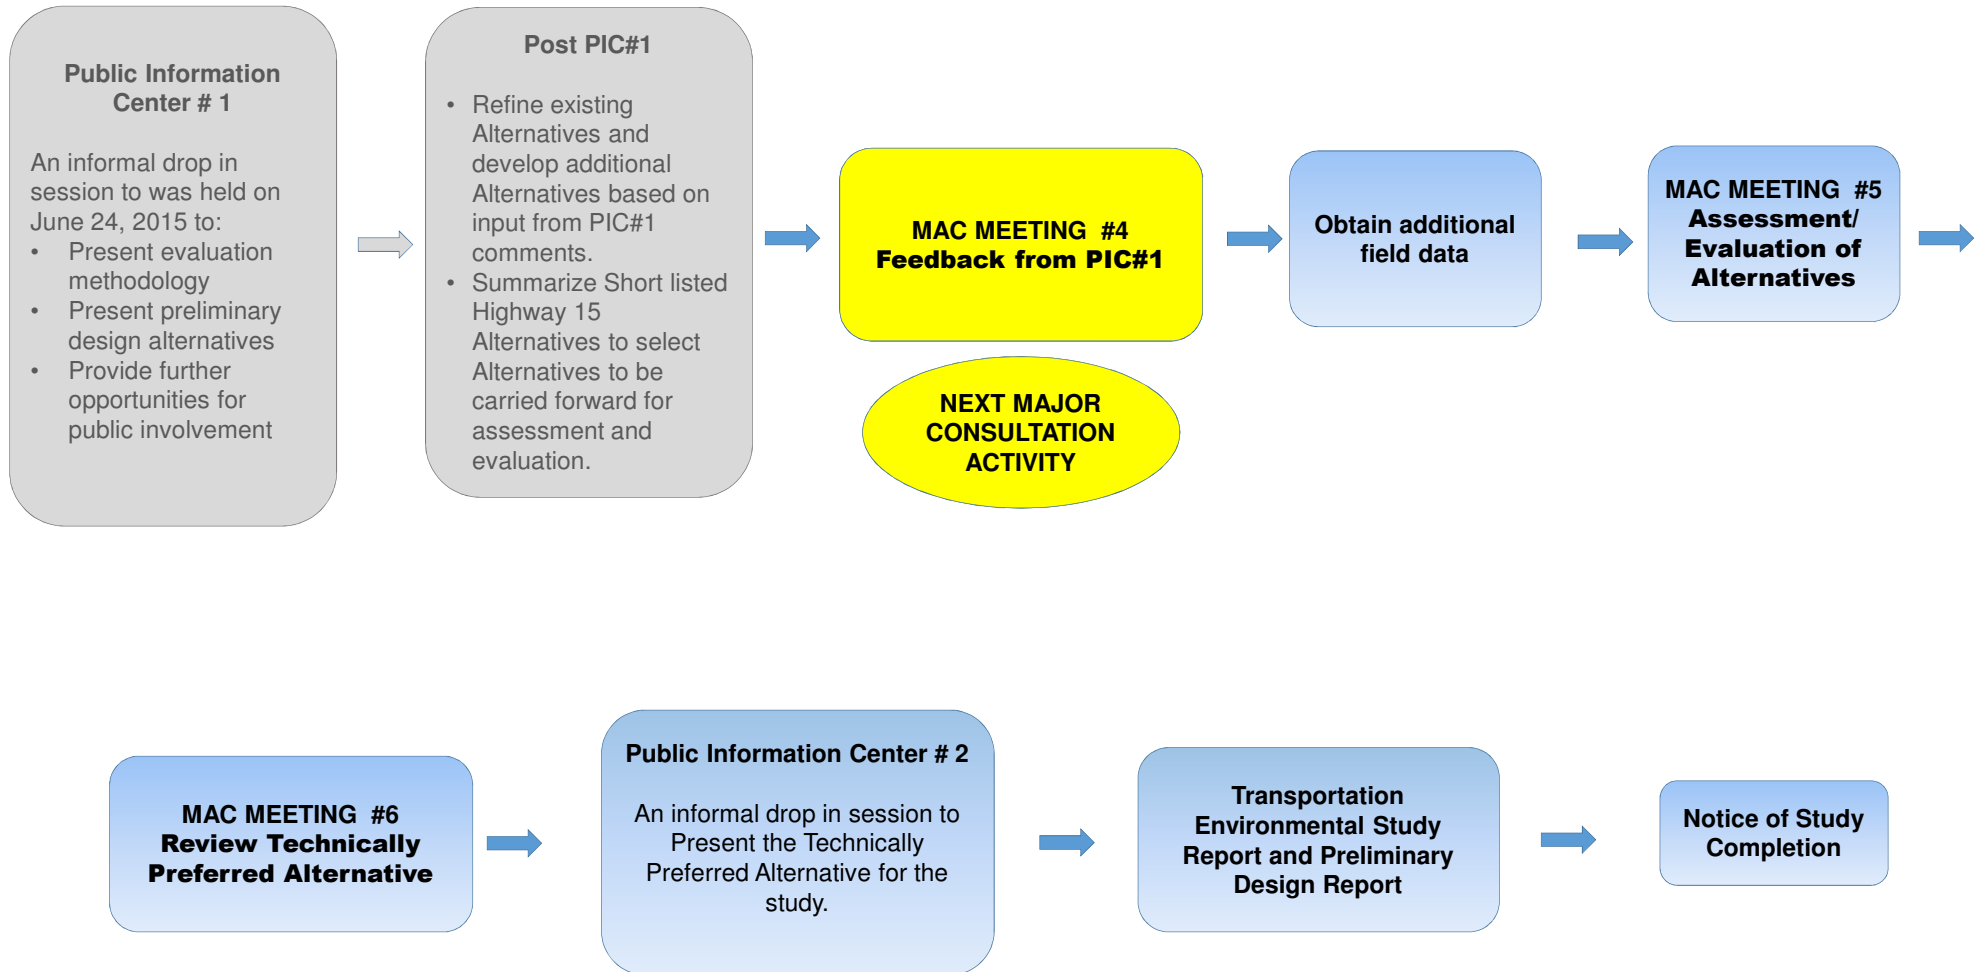 Public Information
Center # 1
An informal drop in
session to was held on
June 24, 2015 to:
• Present evaluation
methodology
• Present preliminary
design alternatives
• Provide further
opportunities for
public involvement
Post PIC#1
• Refine existing
Alternatives and
develop additional
Alternatives based on
input from PIC#1
comments.
• Summarize Short listed
Highway 15
Alternatives to select
Alternatives to be
carried forward for
assessment and
evaluation.
MAC MEETING #4
Feedback from PIC#1
NEXT MAJOR
CONSULTATION
ACTIVITY
Obtain additional
field data
MAC MEETING #5
Assessment/
Evaluation of
Alternatives
MAC MEETING #6
Review Technically
Preferred Alternative
Public Information Center # 2
An informal drop in session to
Present the Technically
Preferred Alternative for the
study.
Transportation
Environmental Study
Report and Preliminary
Design Report
Notice of Study
Completion